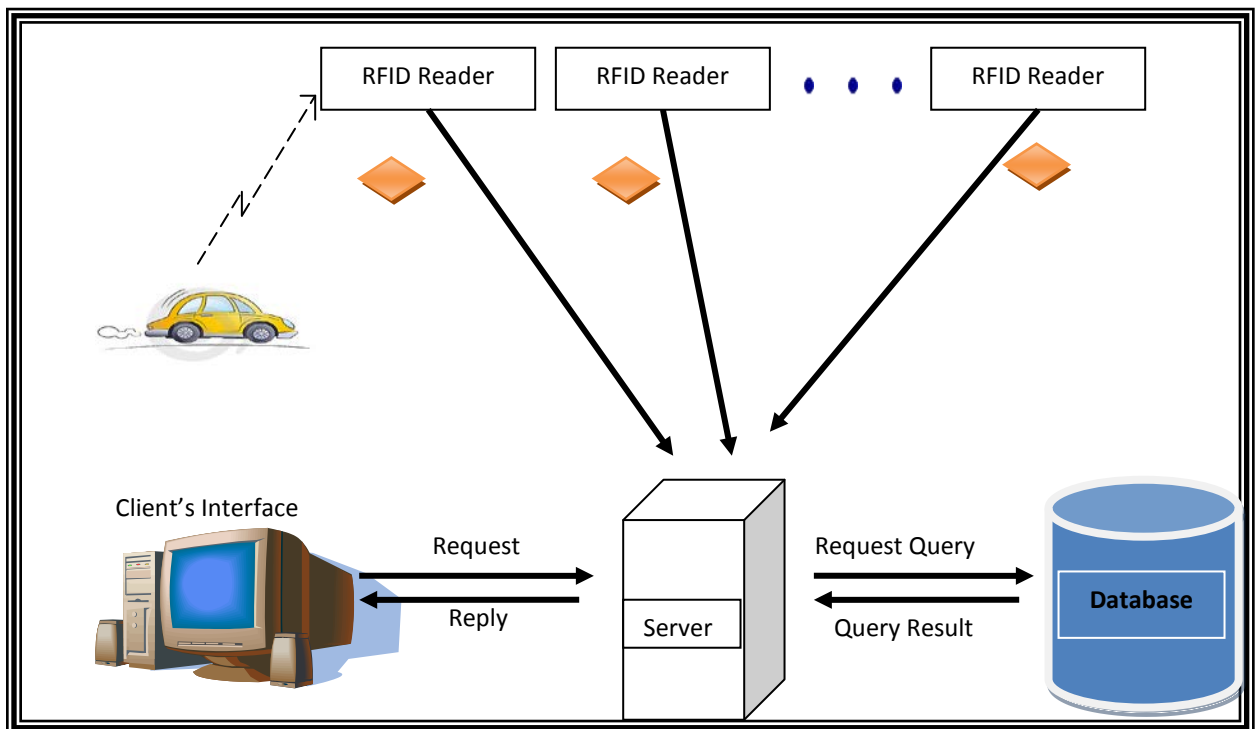 RFID Reader
RFID Reader
RFID Reader
Client's Interface
Request
Reply
Server
Request Query
Query Result
Database